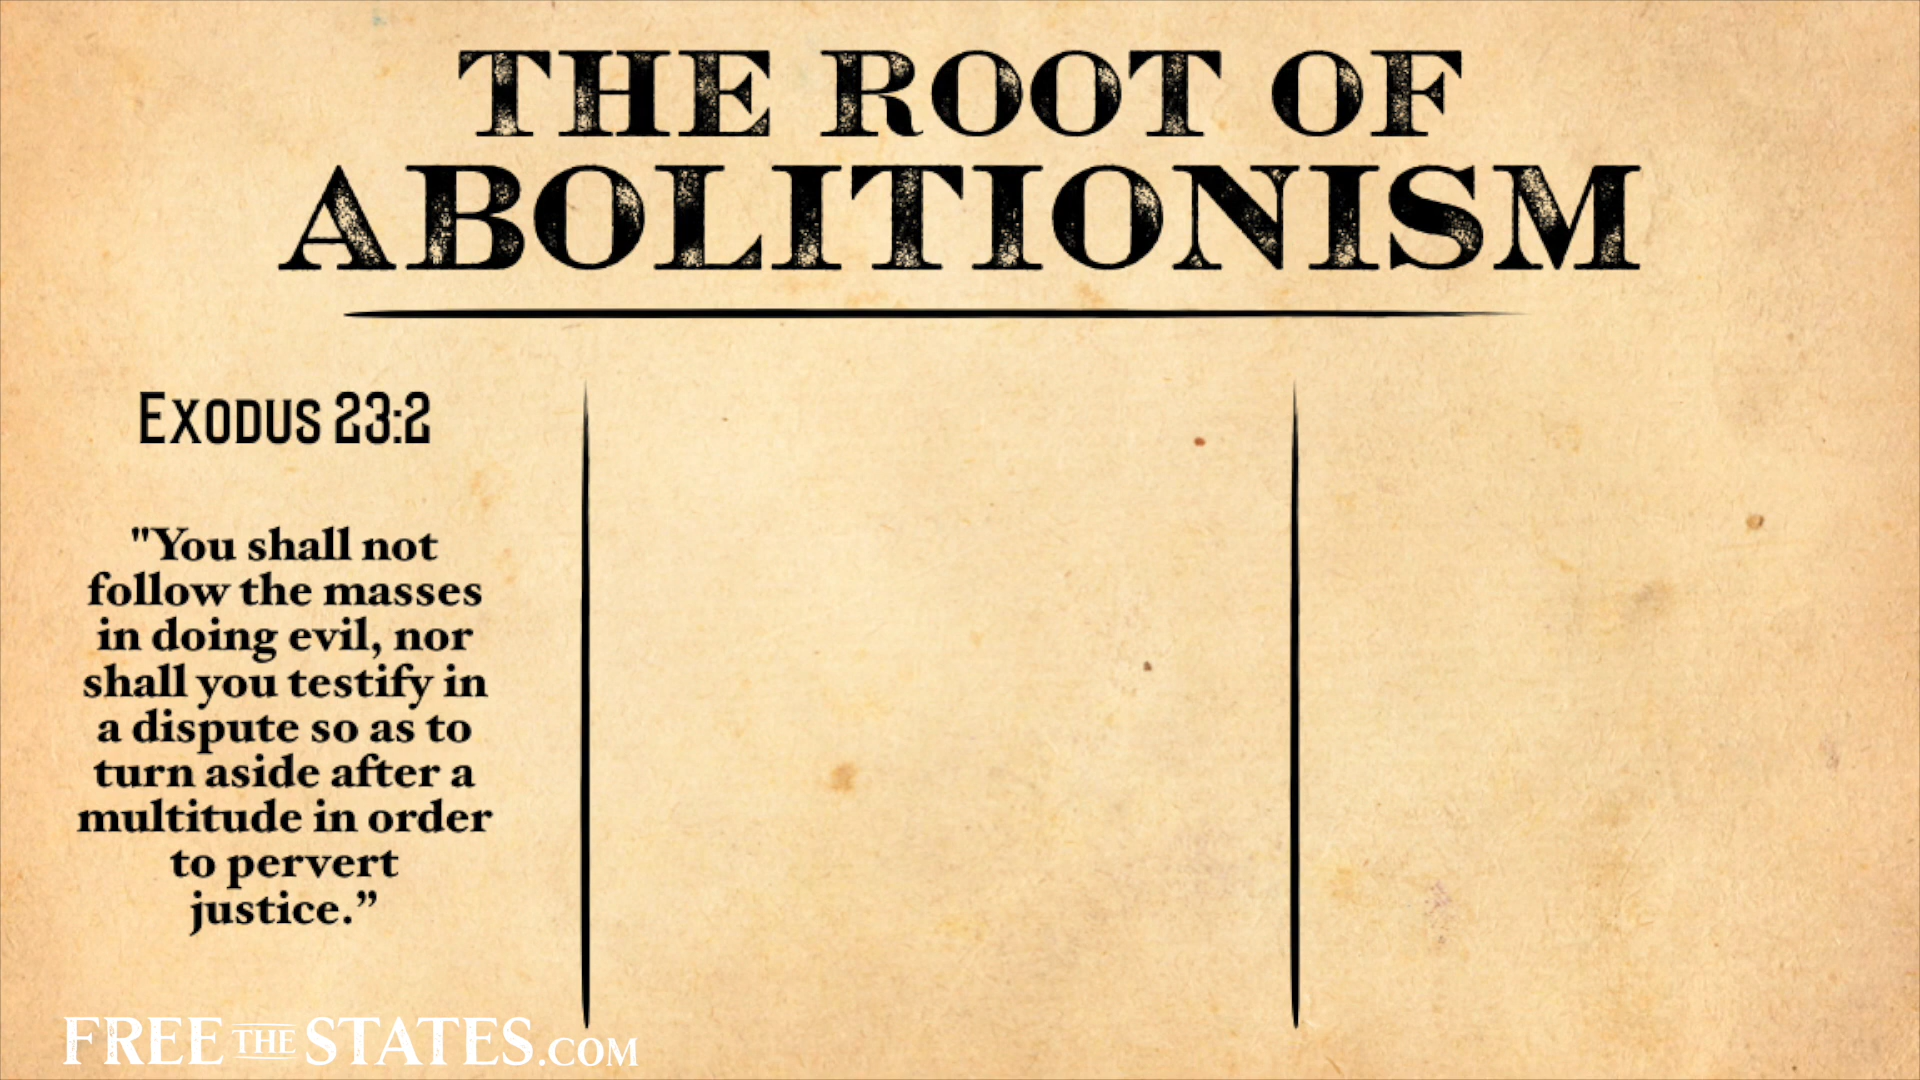 THE ROOT OF
ABOLITIONISM
EXODUS 23:2
"You shall not
follow the masses
in doing evil, nor
shall you testify in
a dispute so as to
turn aside after a
multitude in order
to pervert
justice.”
FREE THE STATES.COM